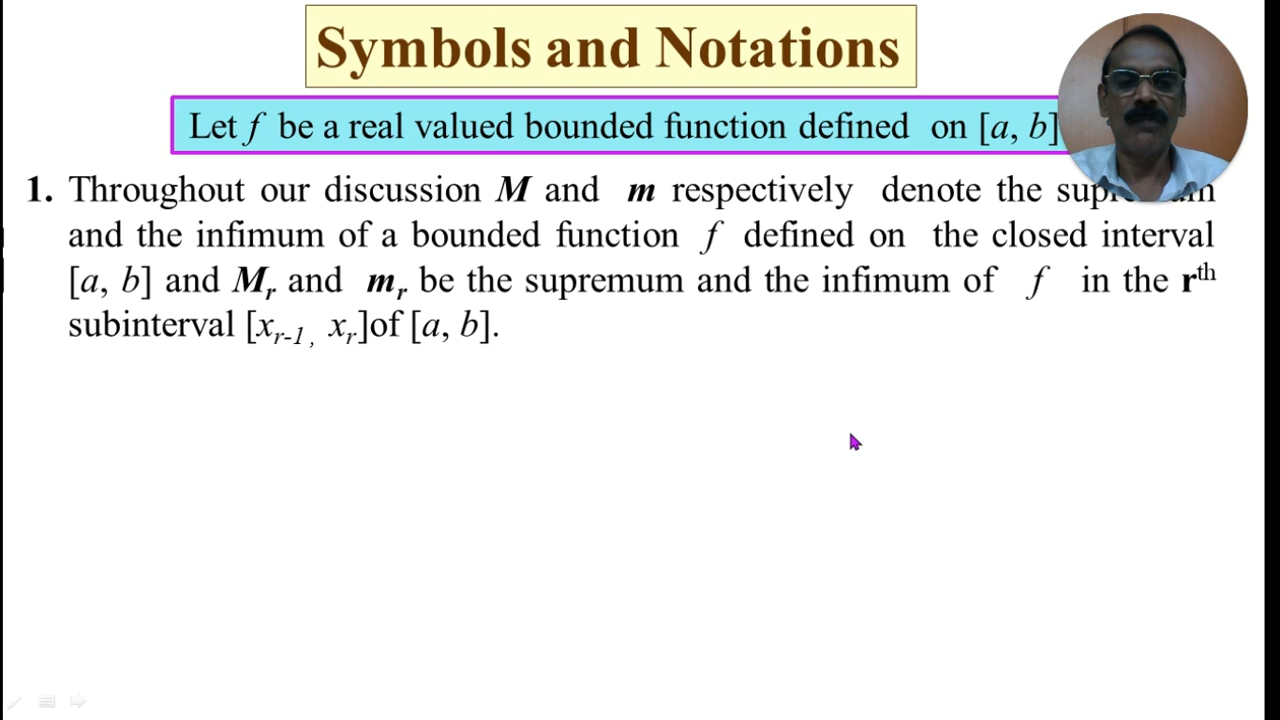 Symbols and Notations
Let f be a real valued bounded function defined on [a, b]
1. Throughout our discussion M and m respectively denote the
and the infimum of a bounded function f defined on the closed interval
[a, b] and Mᵣ and mᵣ be the supremum and the infimum of f in the rᵗʰ
subinterval [xᵣ₋₁, xᵣ]of [a, b].